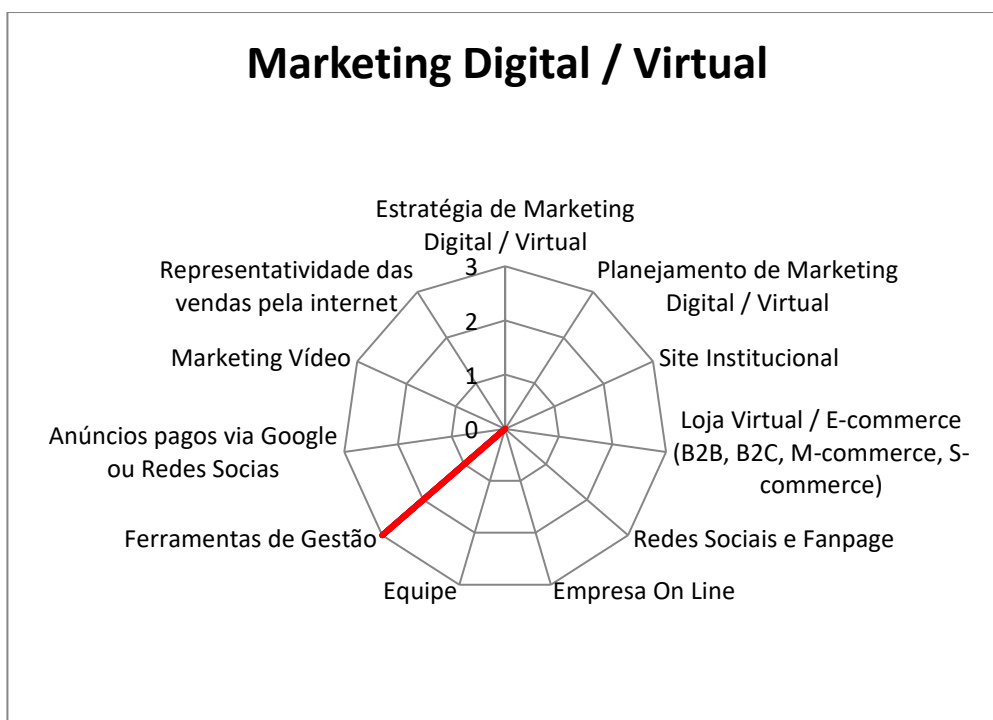 Marketing Digital / Virtual
Estratégia de Marketing
Digital / Virtual
Planejamento de Marketing
Digital / Virtual
Site Institucional
Loja Virtual / E-commerce
(B2B, B2C, M-commerce, S-
commerce)
Redes Sociais e Fanpage
Empresa On Line
Equipe
Ferramentas de Gestão
Anúncios pagos via Google
ou Redes Socias
Marketing Vídeo
Representatividade das
vendas pela internet
3
2
1
0